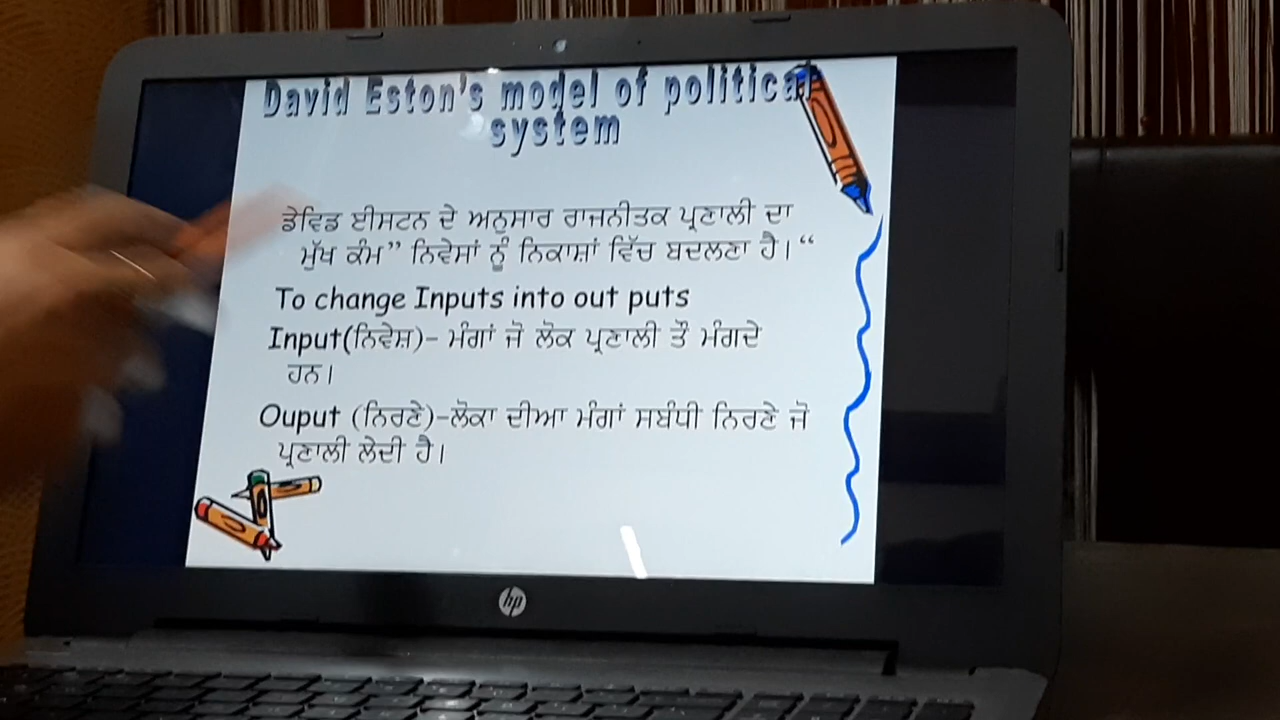 David Eston's model of political
system
ਡੇਵਿਡ ਈਸਟਨ ਦੇ ਅਨੁਸਾਰ ਰਾਜਨੀਤਕ ਪ੍ਰਣਾਲੀ ਦਾ
ਮੁੱਖ ਕੰਮ” ਨਿਵੇਸਾਂ ਨੂੰ ਨਿਕਾਸ਼ਾਂ ਵਿੱਚ ਬਦਲਣਾ ਹੈ।“
To change Inputs into out puts
Input(ਨਿਵੇਸ਼)- ਮੰਗਾਂ ਜੋ ਲੋਕ ਪ੍ਰਣਾਲੀ ਤੋਂ ਮੰਗਦੇ
ਹਨ।
Ouput (ਨਿਰਣੇ)-ਲੋਕਾ ਦੀਆ ਮੰਗਾਂ ਸਬੰਧੀ ਨਿਰਣੇ ਜੋ
ਪ੍ਰਣਾਲੀ ਲੇਦੀ ਹੈ।
hp